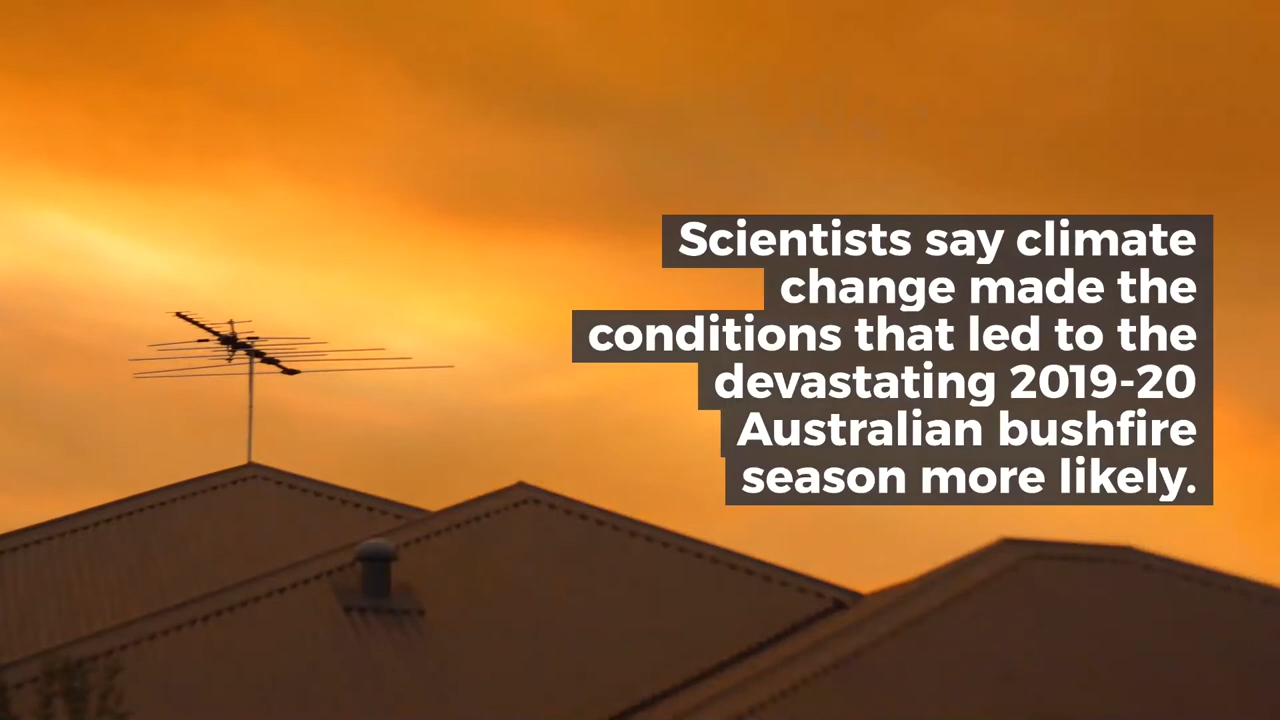 Scientists say climate
change made the
conditions that led to the
devastating 2019-20
Australian bushfire
season more likely.